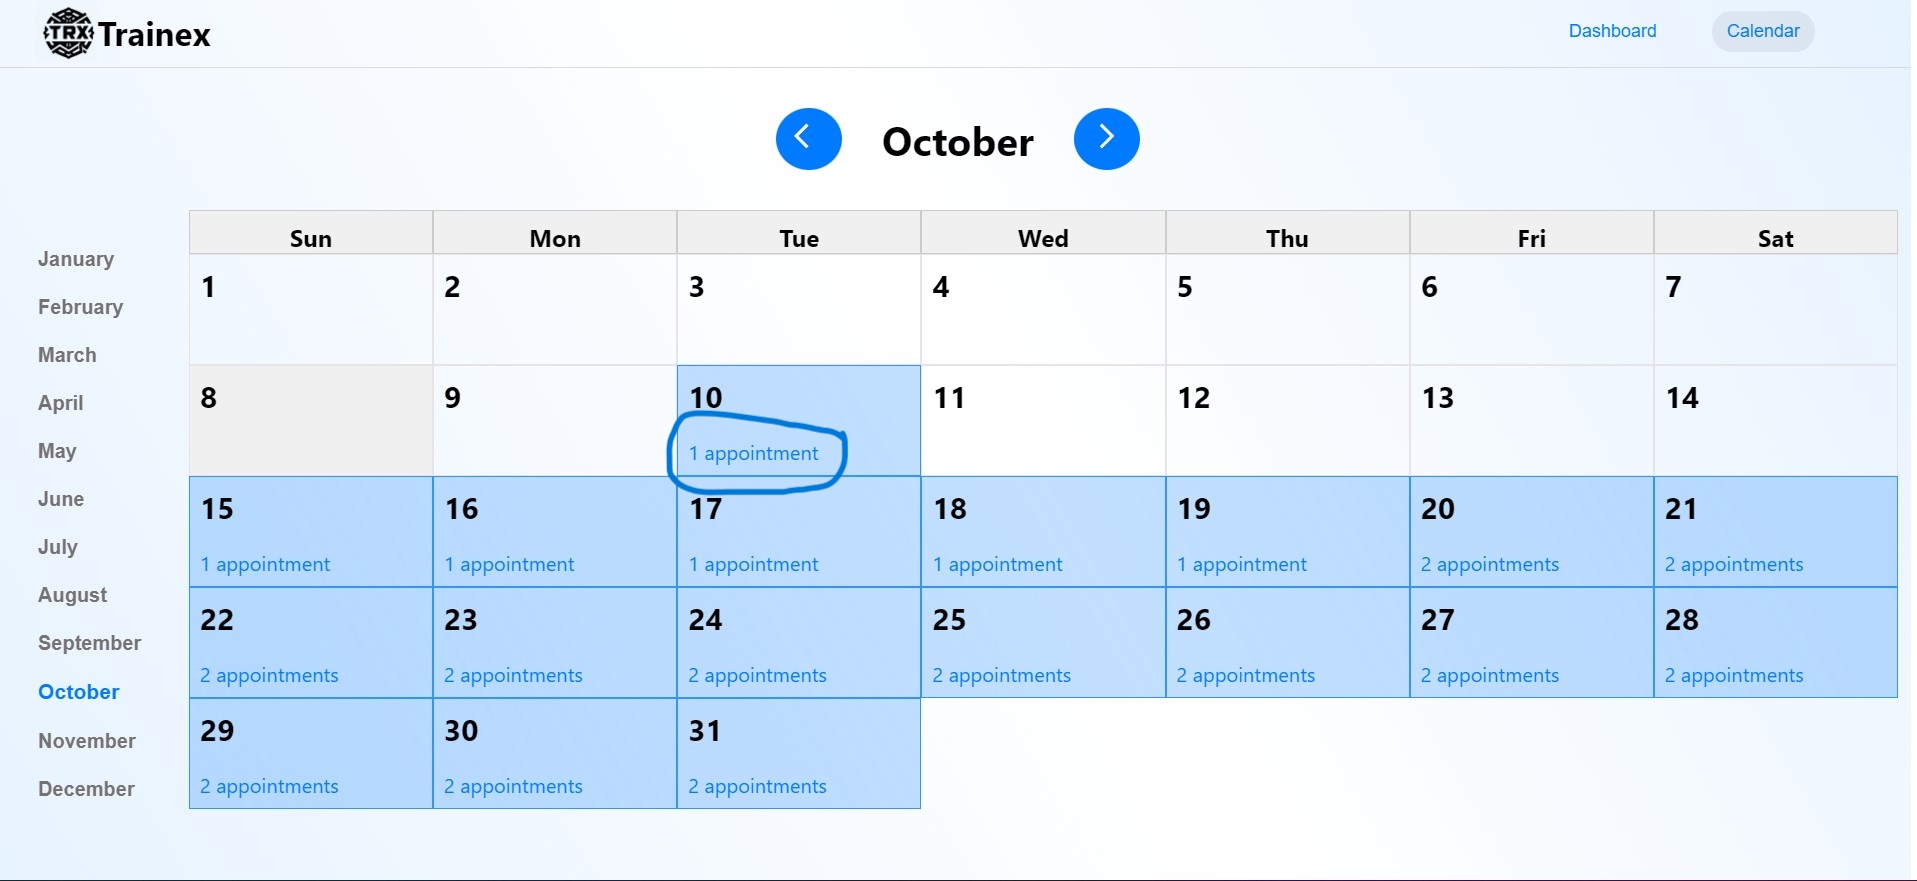 TRX Trainex Dashboard Calendar
October
Sun Mon Tue Wed Thu Fri Sat
January
February
March
April
May
June
July
August
September
October
November
December
1 2 3 4 5 6 7
8 9 10 11 12 13 14
1 appointment
15 16 17 18 19 20 21
1 appointment 1 appointment 1 appointment 1 appointment 1 appointment 2 appointments 2 appointments
22 23 24 25 26 27 28
2 appointments 2 appointments 2 appointments 2 appointments 2 appointments 2 appointments 2 appointments
29 30 31
2 appointments 2 appointments 2 appointments